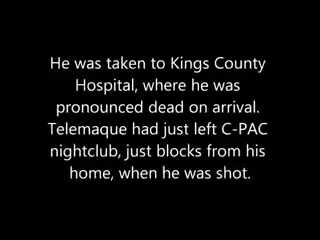 He was taken to Kings County
Hospital, where he was
pronounced dead on arrival.
Telemaque had just left C-PAC
nightclub, just blocks from his
home, when he was shot.